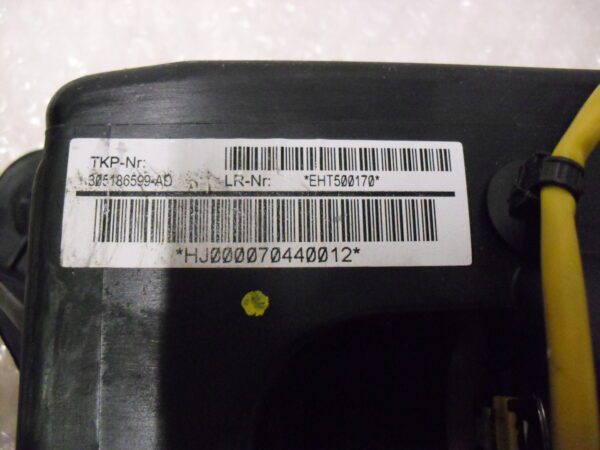 TKP-Nr:
305186599-AD LR-Nr: *EHT500170*
*HJ000070440012*